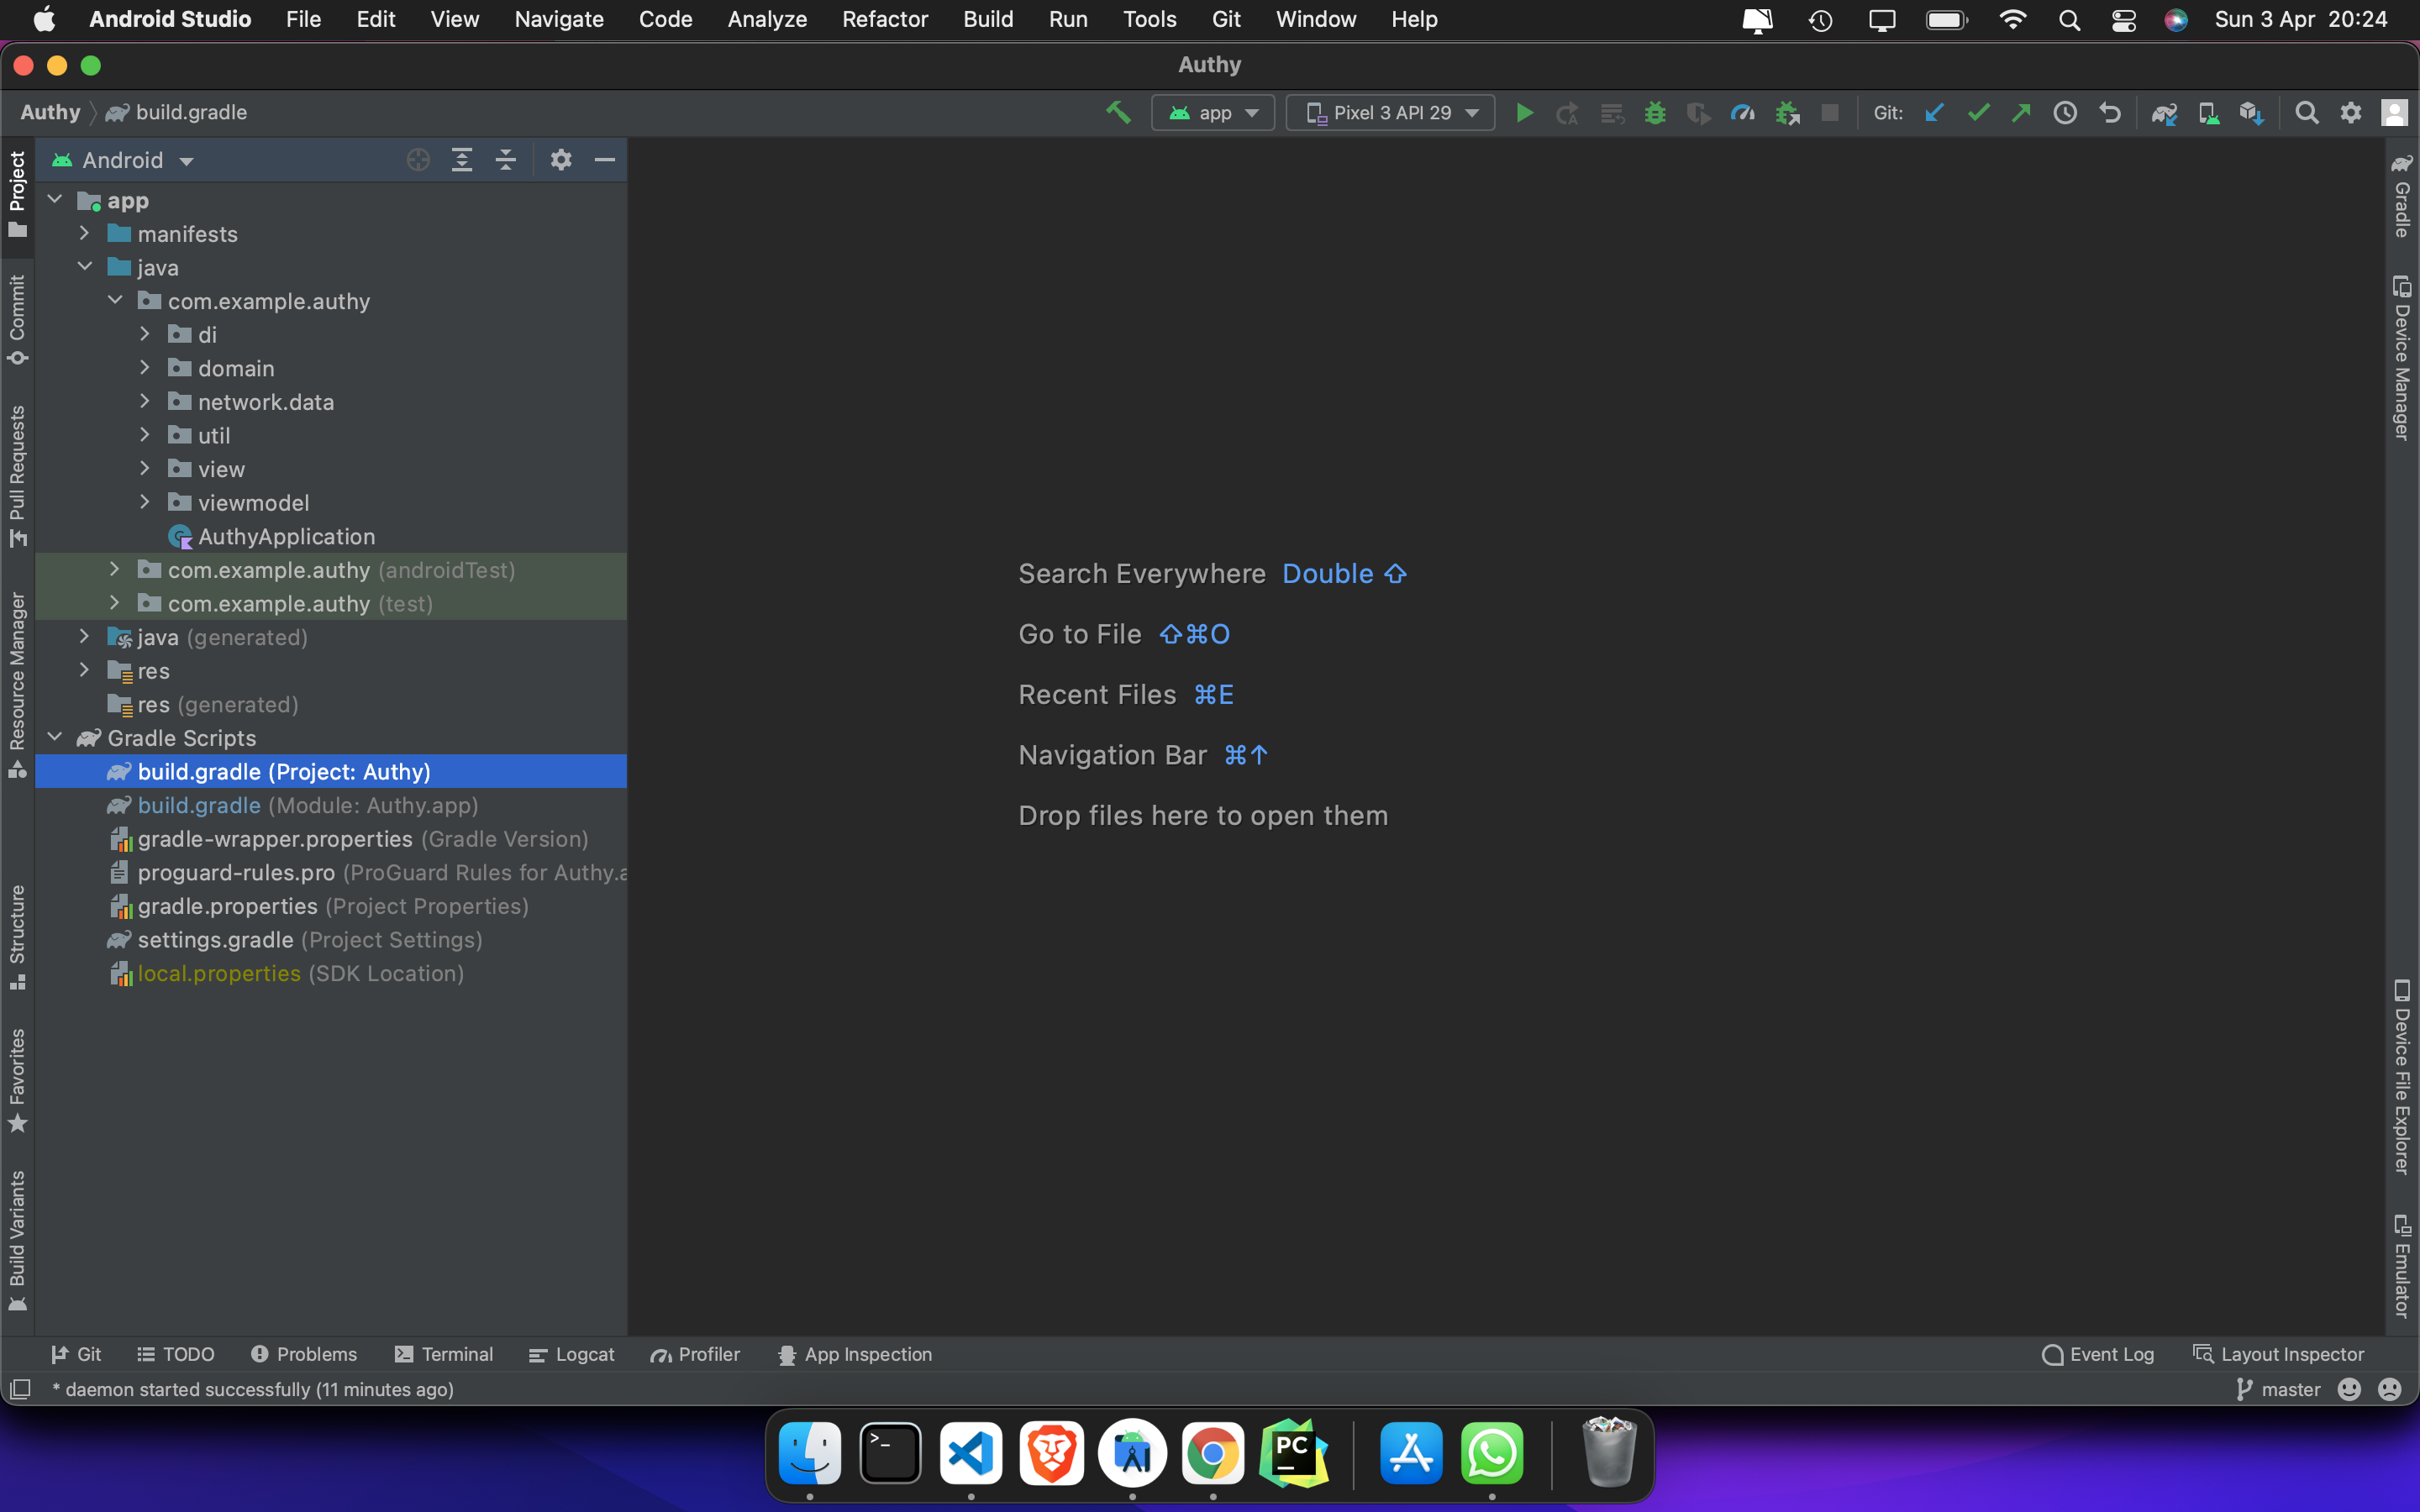 Android Studio File Edit View Navigate Code Analyze Refactor Build Run Tools Git Window Help Sun 3 Apr 20:24
Authy
Authy build.gradle app Pixel 3 API 29 Git:
Android
app
manifests
java
com.example.authy
di
domain
network.data
util
view
viewmodel
AuthyApplication
com.example.authy (androidTest)
com.example.authy (test)
java (generated)
res
res (generated)
Gradle Scripts
build.gradle (Project: Authy)
build.gradle (Module: Authy.app)
gradle-wrapper.properties (Gradle Version)
proguard-rules.pro (ProGuard Rules for Authy.a
gradle.properties (Project Properties)
settings.gradle (Project Settings)
local.properties (SDK Location)
Project
Commit
Pull Requests
Resource Manager
Structure
Favorites
Build Variants
Search Everywhere Double ⇧
Go to File ⇧⌘O
Recent Files ⌘E
Navigation Bar ⌘↑
Drop files here to open them
Gradle
Device Manager
Device File Explorer
Emulator
Git TODO Problems Terminal Logcat Profiler App Inspection Event Log Layout Inspector
* daemon started successfully (11 minutes ago) master
>_
PC